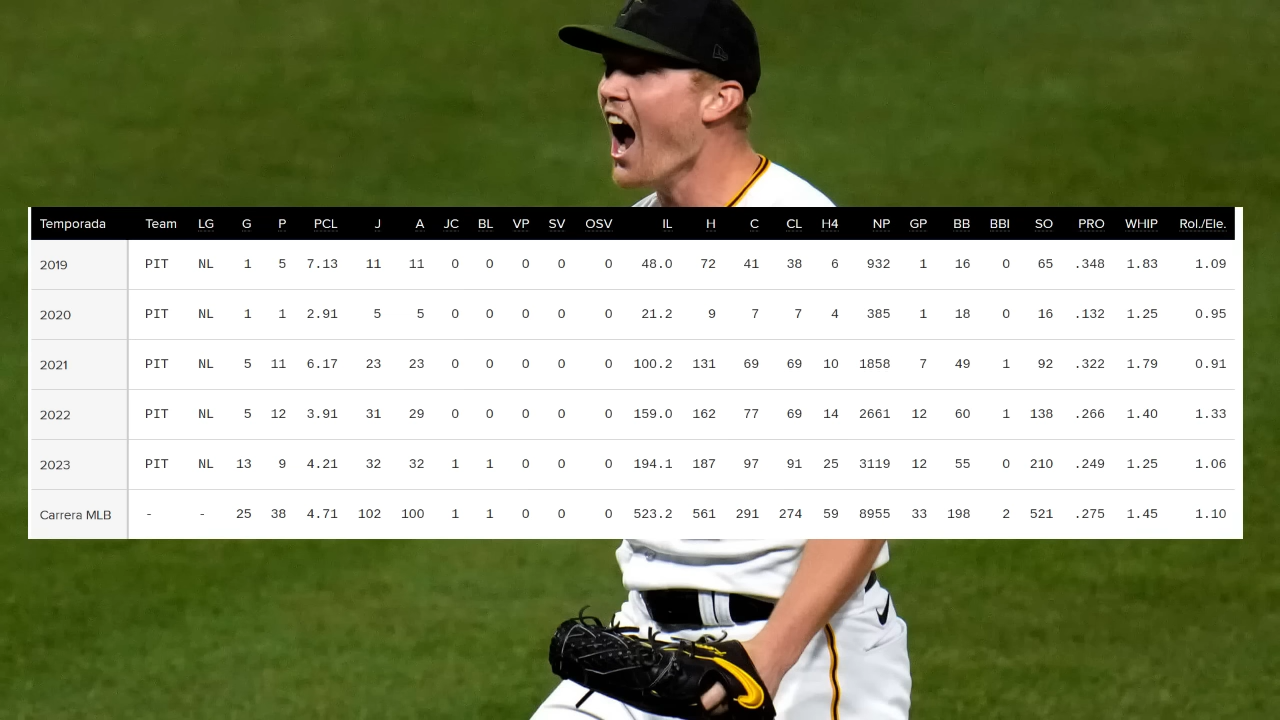 Temporada Team LG G P PCL J A JC BL VP SV OSV IL H C CL H4 NP GP BB BBI SO PRO WHIP Rol./Ele.
2019 PIT NL 1 5 7.13 11 11 0 0 0 0 0 48.0 72 41 38 6 932 1 16 0 65 .348 1.83 1.09
2020 PIT NL 1 1 2.91 5 5 0 0 0 0 0 21.2 9 7 7 4 385 1 18 0 16 .132 1.25 0.95
2021 PIT NL 5 11 6.17 23 23 0 0 0 0 0 100.2 131 69 69 10 1858 7 49 1 92 .322 1.79 0.91
2022 PIT NL 5 12 3.91 31 29 0 0 0 0 0 159.0 162 77 69 14 2661 12 60 1 138 .266 1.40 1.33
2023 PIT NL 13 9 4.21 32 32 1 1 0 0 0 194.1 187 97 91 25 3119 12 55 0 210 .249 1.25 1.06
Carrera MLB - - 25 38 4.71 102 100 1 1 0 0 0 523.2 561 291 274 59 8955 33 198 2 521 .275 1.45 1.10